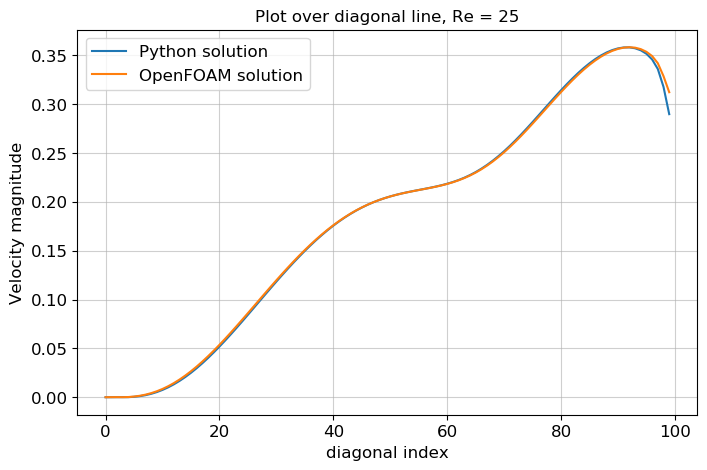 Plot over diagonal line, Re = 25
Python solution
OpenFOAM solution
Velocity magnitude
0.35
0.30
0.25
0.20
0.15
0.10
0.05
0.00
0 20 40 60 80 100
diagonal index